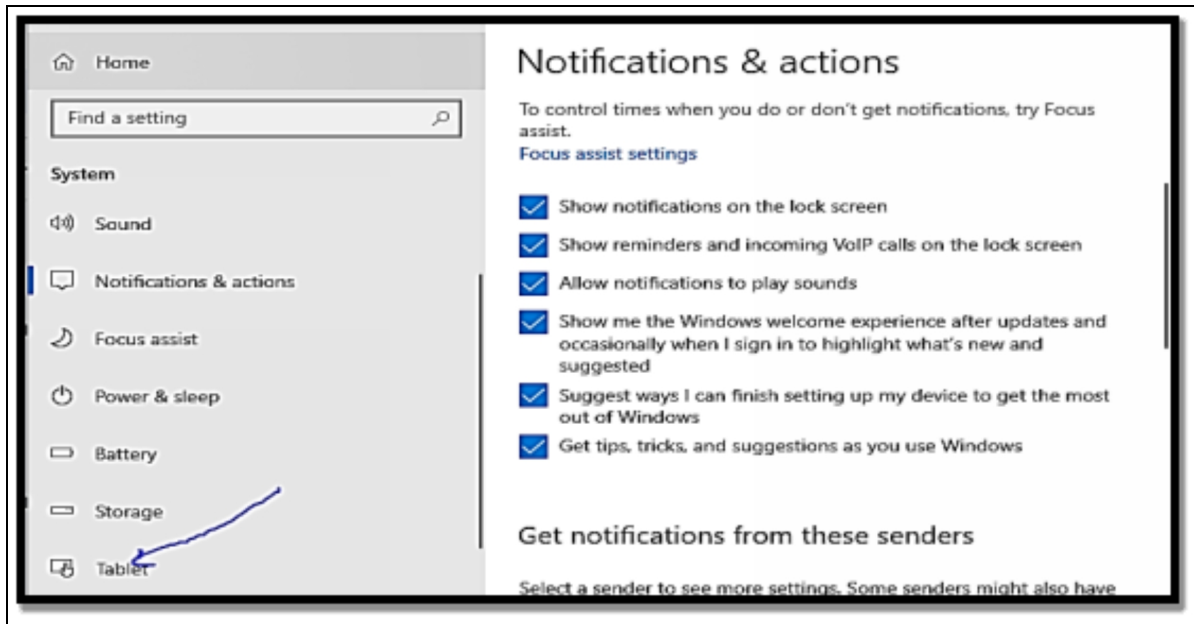 Home
Find a setting
System
Sound
Notifications & actions
Focus assist
Power & sleep
Battery
Storage
Tablet
Notifications & actions
To control times when you do or don't get notifications, try Focus
assist.
Focus assist settings
Show notifications on the lock screen
Show reminders and incoming VoIP calls on the lock screen
Allow notifications to play sounds
Show me the Windows welcome experience after updates and
occasionally when I sign in to highlight what's new and
suggested
Suggest ways I can finish setting up my device to get the most
out of Windows
Get tips, tricks, and suggestions as you use Windows
Get notifications from these senders
Select a sender to see more settings. Some senders might also have